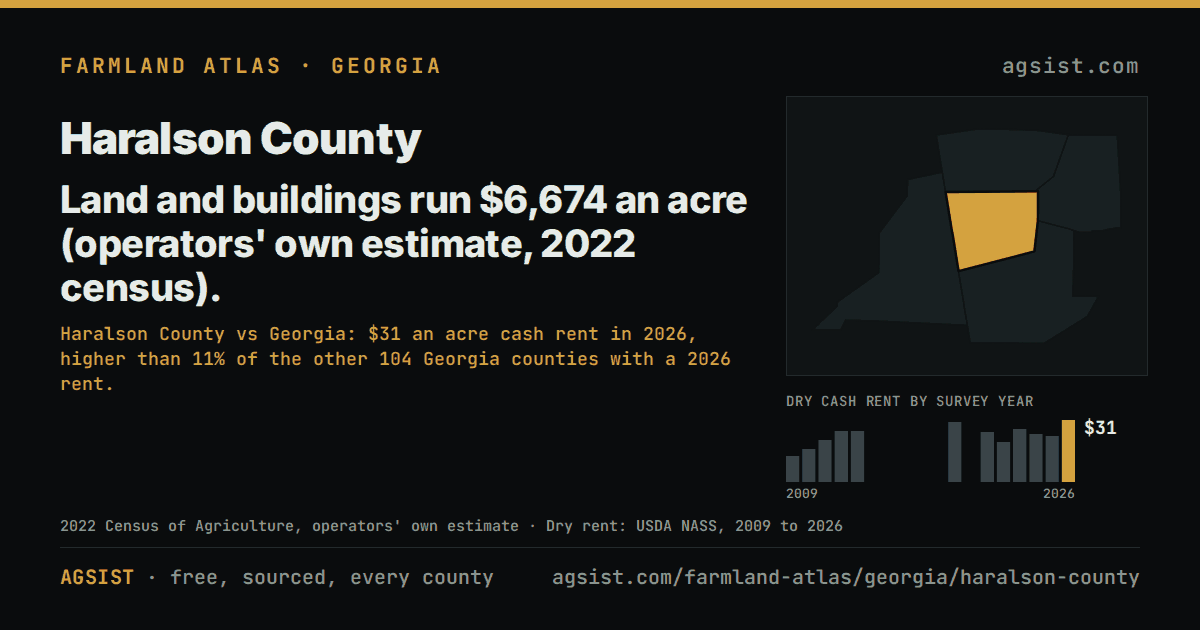 FARMLAND ATLAS · GEORGIA
agsist.com
Haralson County
Land and buildings run $6,674 an acre
(operators' own estimate, 2022
census).
Haralson County vs Georgia: $31 an acre cash rent in 2026,
higher than 11% of the other 104 Georgia counties with a 2026
rent.
DRY CASH RENT BY SURVEY YEAR
$31
2009
2026
2022 Census of Agriculture, operators' own estimate · Dry rent: USDA NASS, 2009 to 2026
AGSIST · free, sourced, every county
agsist.com/farmland-atlas/georgia/haralson-county